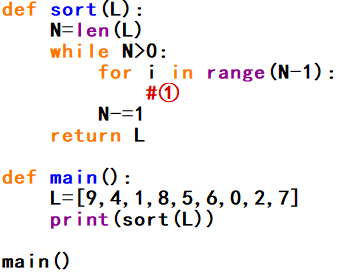 def sort(L):
    N=len(L)
    while N>0:
        for i in range(N-1):
            #①
        N-=1
    return L

def main():
    L=[9,4,1,8,5,6,0,2,7]
    print(sort(L))

main()